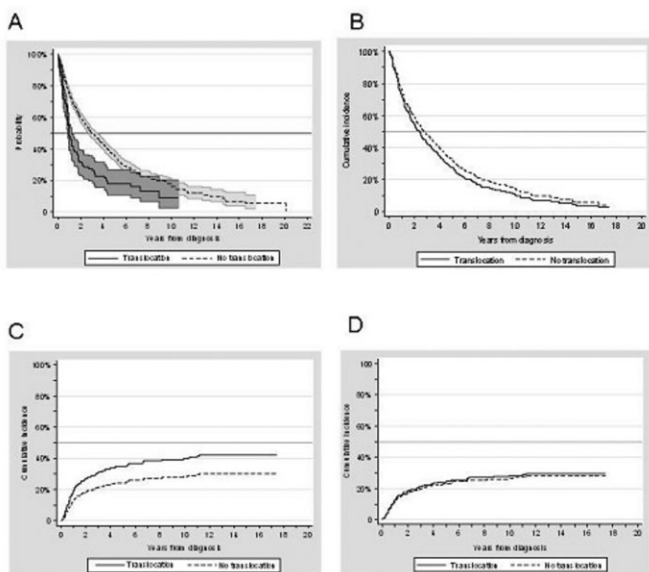 A
100%
80%
60%
40%
20%
0
Probability
0 2 4 6 8 10 12 14 16 18 20 22
Years from diagnosis
Translocation No translocation
B
100%
80%
60%
40%
20%
0
Cumulative incidence
0 2 4 6 8 10 12 14 16 18 20
Years from diagnosis
Translocation No translocation
C
100%
80%
60%
40%
20%
0
Cumulative incidence
0 2 4 6 8 10 12 14 16 18 20
Years from diagnosis
Translocation No translocation
D
100
80%
60%
40%
20%
0
Cumulative incidence
0 2 4 6 8 10 12 14 16 18 20
Years from diagnosis
Translocation No translocation